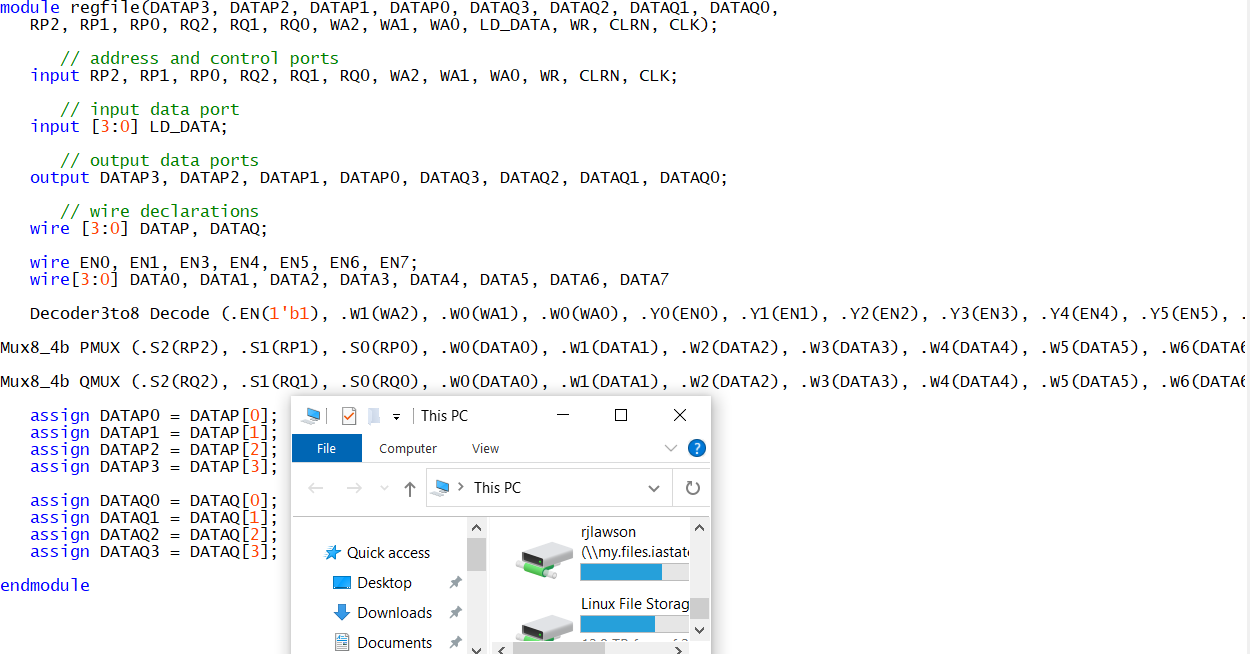 module regfile(DATAP3, DATAP2, DATAP1, DATAP0, DATAQ3, DATAQ2, DATAQ1, DATAQ0,
RP2, RP1, RP0, RQ2, RQ1, RQ0, WA2, WA1, WA0, LD_DATA, WR, CLRN, CLK);
// address and control ports
input RP2, RP1, RP0, RQ2, RQ1, RQ0, WA2, WA1, WA0, WR, CLRN, CLK;
// input data port
input [3:0] LD_DATA;
// output data ports
output DATAP3, DATAP2, DATAP1, DATAP0, DATAQ3, DATAQ2, DATAQ1, DATAQ0;
// wire declarations
wire [3:0] DATAP, DATAQ;
wire EN0, EN1, EN3, EN4, EN5, EN6, EN7;
wire[3:0] DATA0, DATA1, DATA2, DATA3, DATA4, DATA5, DATA6, DATA7
Decoder3to8 Decode (.EN(1'b1), .W1(WA2), .W0(WA1), .W0(WA0), .Y0(EN0), .Y1(EN1), .Y2(EN2), .Y3(EN3), .Y4(EN4), .Y5(EN5), .
Mux8_4b PMUX (.S2(RP2), .S1(RP1), .S0(RP0), .W0(DATA0), .W1(DATA1), .W2(DATA2), .W3(DATA3), .W4(DATA4), .W5(DATA5), .W6(DATA6
Mux8_4b QMUX (.S2(RQ2), .S1(RQ1), .S0(RQ0), .W0(DATA0), .W1(DATA1), .W2(DATA2), .W3(DATA3), .W4(DATA4), .W5(DATA5), .W6(DATA6
assign DATAP0 = DATAP[0];
assign DATAP1 = DATAP[1];
assign DATAP2 = DATAP[2];
assign DATAP3 = DATAP[3];
assign DATAQ0 = DATAQ[0];
assign DATAQ1 = DATAQ[1];
assign DATAQ2 = DATAQ[2];
assign DATAQ3 = DATAQ[3];
endmodule
This PC
File Computer View
This PC
Quick access
Desktop
Downloads
Documents
rjlawson
(\\my.files.iastat
Linux File Storag